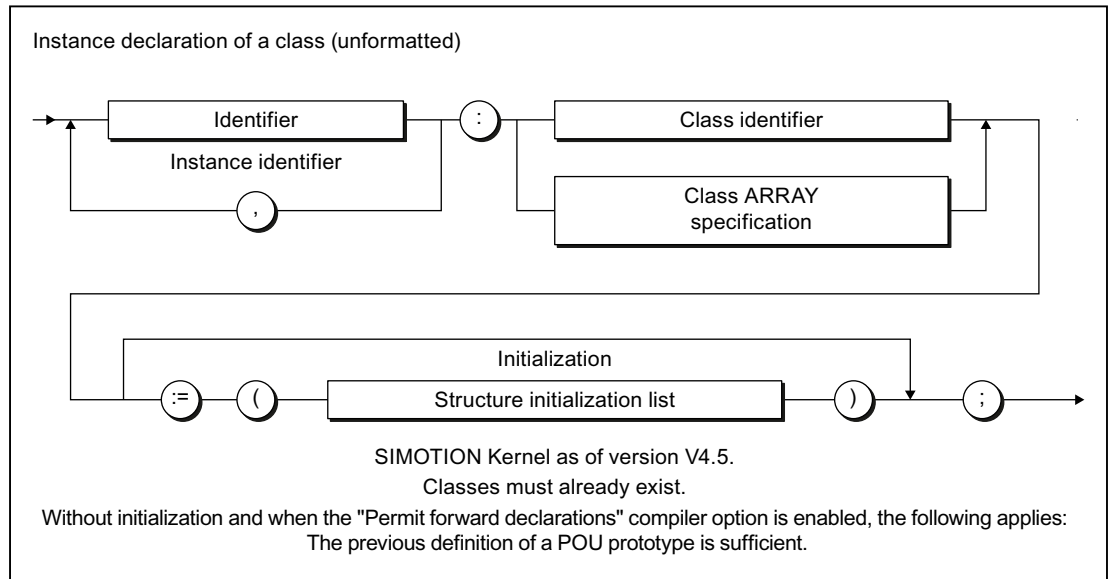 Instance declaration of a class (unformatted)
Identifier
:
Class identifier
Instance identifier
,
Class ARRAY
specification
Initialization
:=
(
Structure initialization list
)
;
SIMOTION Kernel as of version V4.5.
Classes must already exist.
Without initialization and when the "Permit forward declarations" compiler option is enabled, the following applies:
The previous definition of a POU prototype is sufficient.